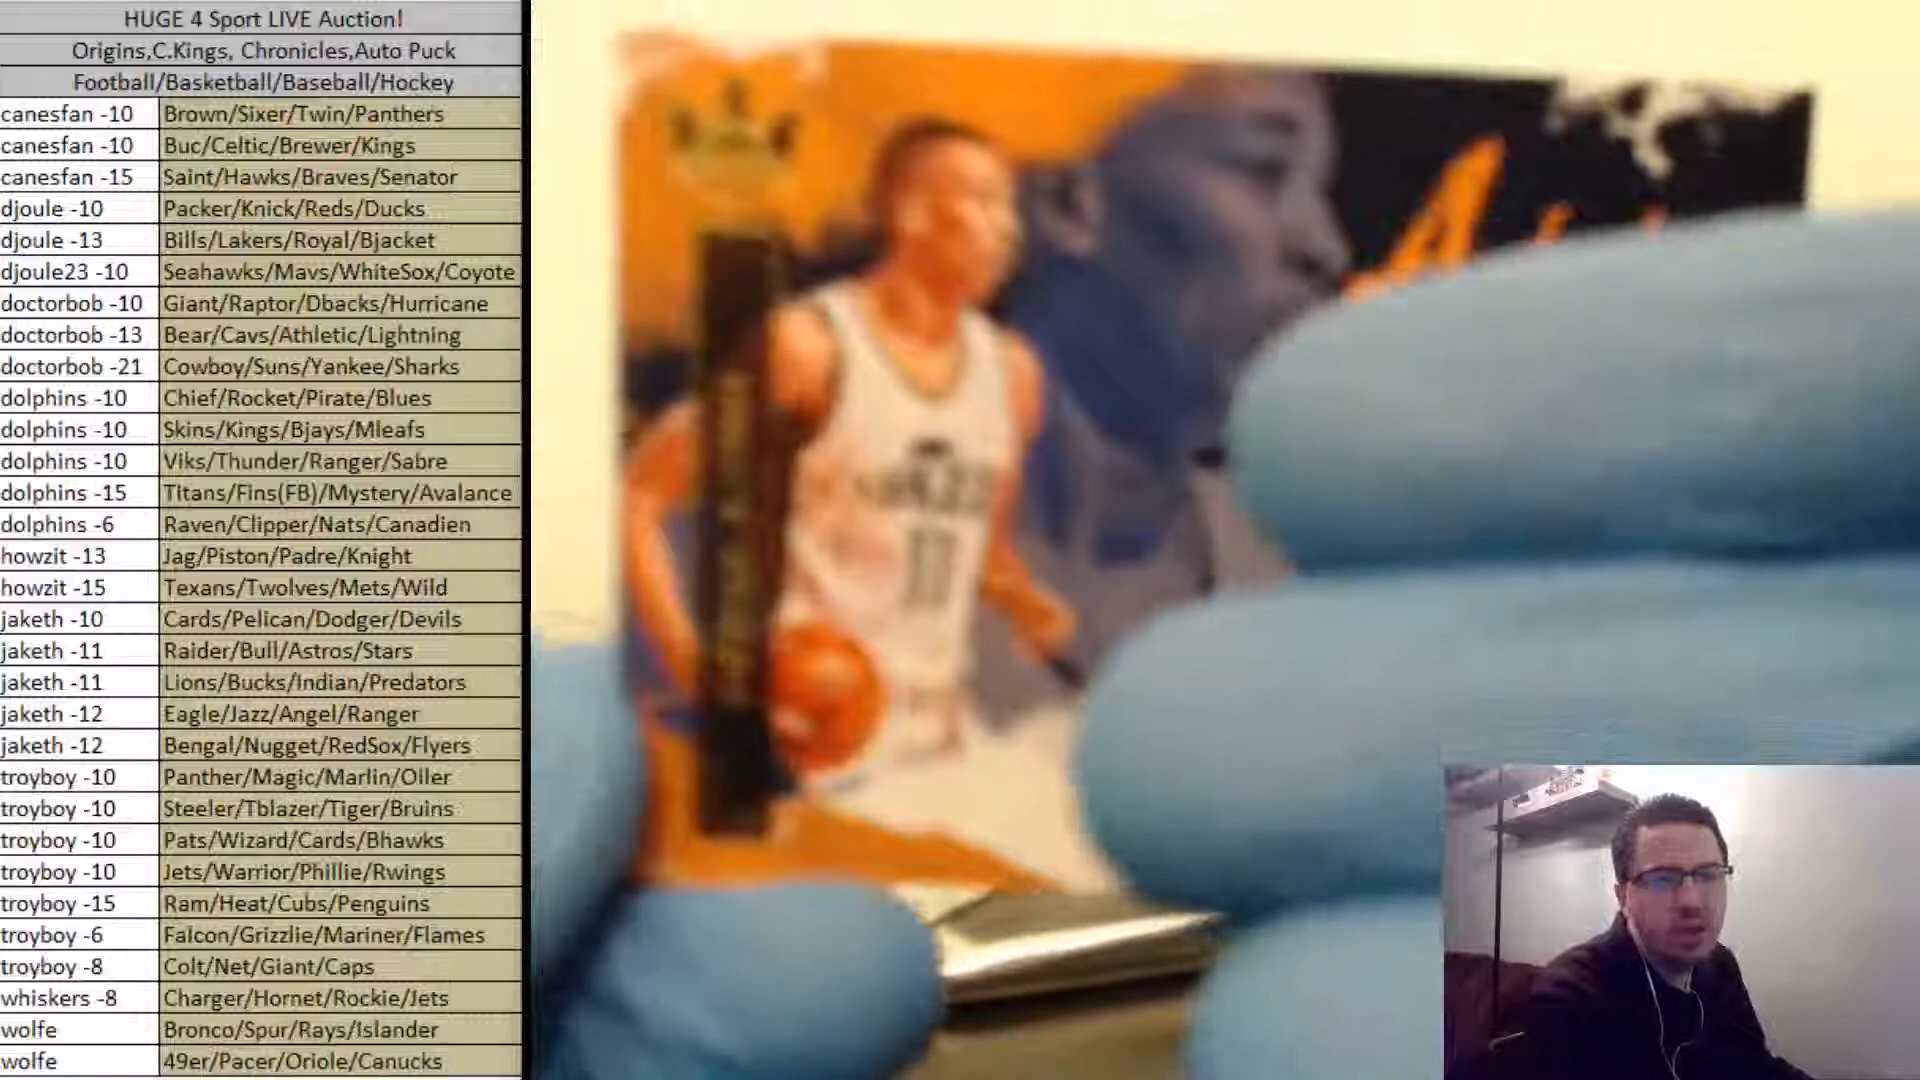 HUGE 4 Sport LIVE Auction!
Origins,C.Kings, Chronicles,Auto Puck
Football/Basketball/Baseball/Hockey
canesfan -10 Brown/Sixer/Twin/Panthers
canesfan -10 Buc/Celtic/Brewer/Kings
canesfan -15 Saint/Hawks/Braves/Senator
djoule -10 Packer/Knick/Reds/Ducks
djoule -13 Bills/Lakers/Royal/Bjacket
djoule23 -10 Seahawks/Mavs/WhiteSox/Coyote
doctorbob -10 Giant/Raptor/Dbacks/Hurricane
doctorbob -13 Bear/Cavs/Athletic/Lightning
doctorbob -21 Cowboy/Suns/Yankee/Sharks
dolphins -10 Chief/Rocket/Pirate/Blues
dolphins -10 Skins/Kings/Bjays/Mleafs
dolphins -10 Viks/Thunder/Ranger/Sabre
dolphins -15 Titans/Fins(FB)/Mystery/Avalance
dolphins -6 Raven/Clipper/Nats/Canadien
howzit -13 Jag/Piston/Padre/Knight
howzit -15 Texans/Twolves/Mets/Wild
jaketh -10 Cards/Pelican/Dodger/Devils
jaketh -11 Raider/Bull/Astros/Stars
jaketh -11 Lions/Bucks/Indian/Predators
jaketh -12 Eagle/Jazz/Angel/Ranger
jaketh -12 Bengal/Nugget/RedSox/Flyers
troyboy -10 Panther/Magic/Marlin/Oiler
troyboy -10 Steeler/Tblazer/Tiger/Bruins
troyboy -10 Pats/Wizard/Cards/Bhawks
troyboy -10 Jets/Warrior/Phillie/Rwings
troyboy -15 Ram/Heat/Cubs/Penguins
troyboy -6 Falcon/Grizzlie/Mariner/Flames
troyboy -8 Colt/Net/Giant/Caps
whiskers -8 Charger/Hornet/Rockie/Jets
wolfe Bronco/Spur/Rays/Islander
wolfe 49er/Pacer/Oriole/Canucks
11